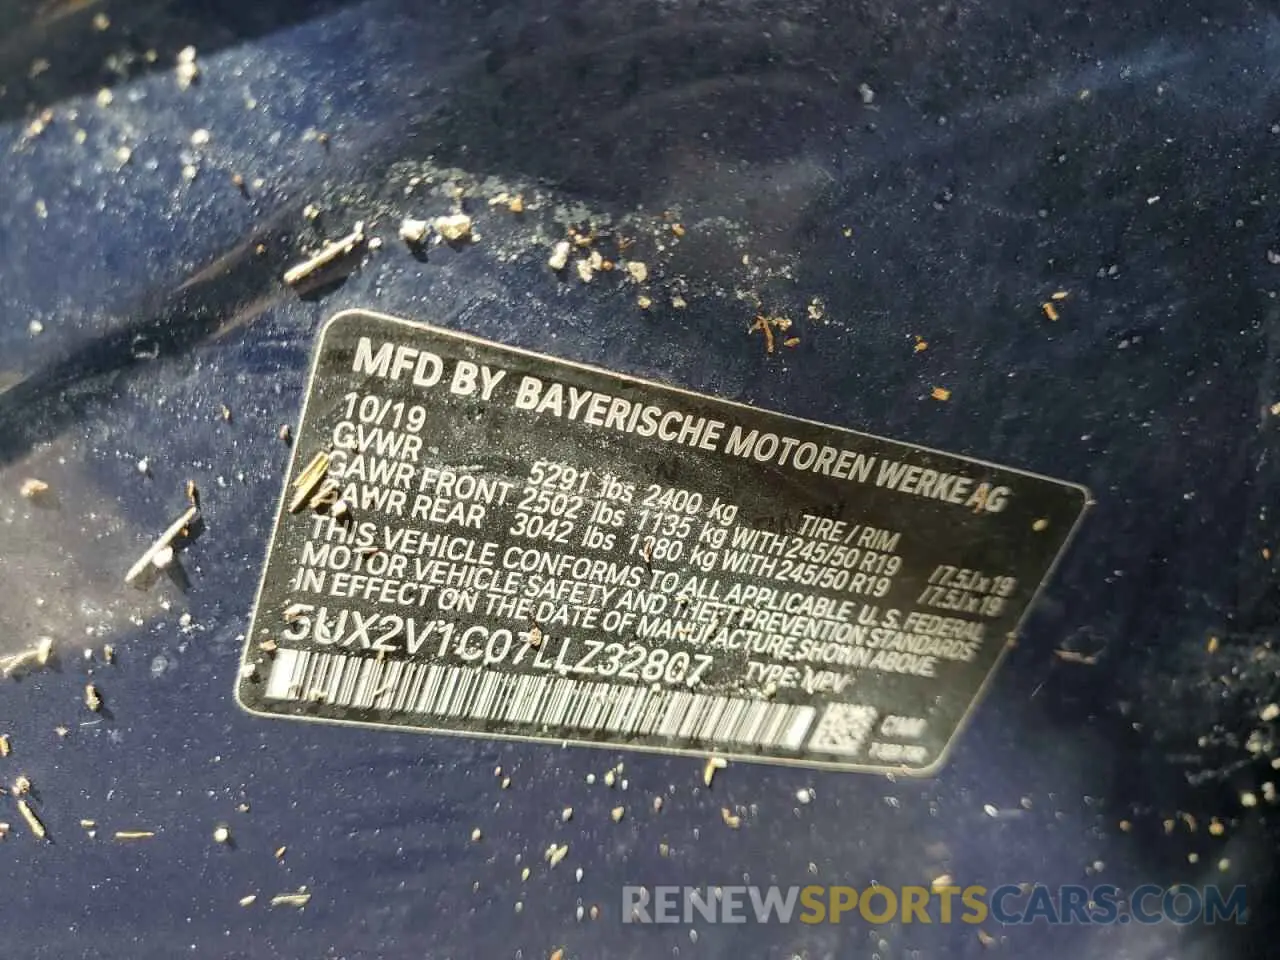 MFD BY BAYERISCHE MOTOREN WERKE AG
10/19 TIRE / RIM
GVWR 5291 lbs 2400 kg
GAWR FRONT 2502 lbs 1135 kg WITH 245/50 R19 /7.5Jx19
GAWR REAR 3042 lbs 1380 kg WITH 245/50 R19 /7.5Jx19
THIS VEHICLE CONFORMS TO ALL APPLICABLE U.S. FEDERAL
MOTOR VEHICLE SAFETY AND THEFT PREVENTION STANDARDS
IN EFFECT ON THE DATE OF MANUFACTURE SHOWN ABOVE.
5UX2V1C07LLZ32807 TYPE: MPV
RENEWSPORTSCARS.COM